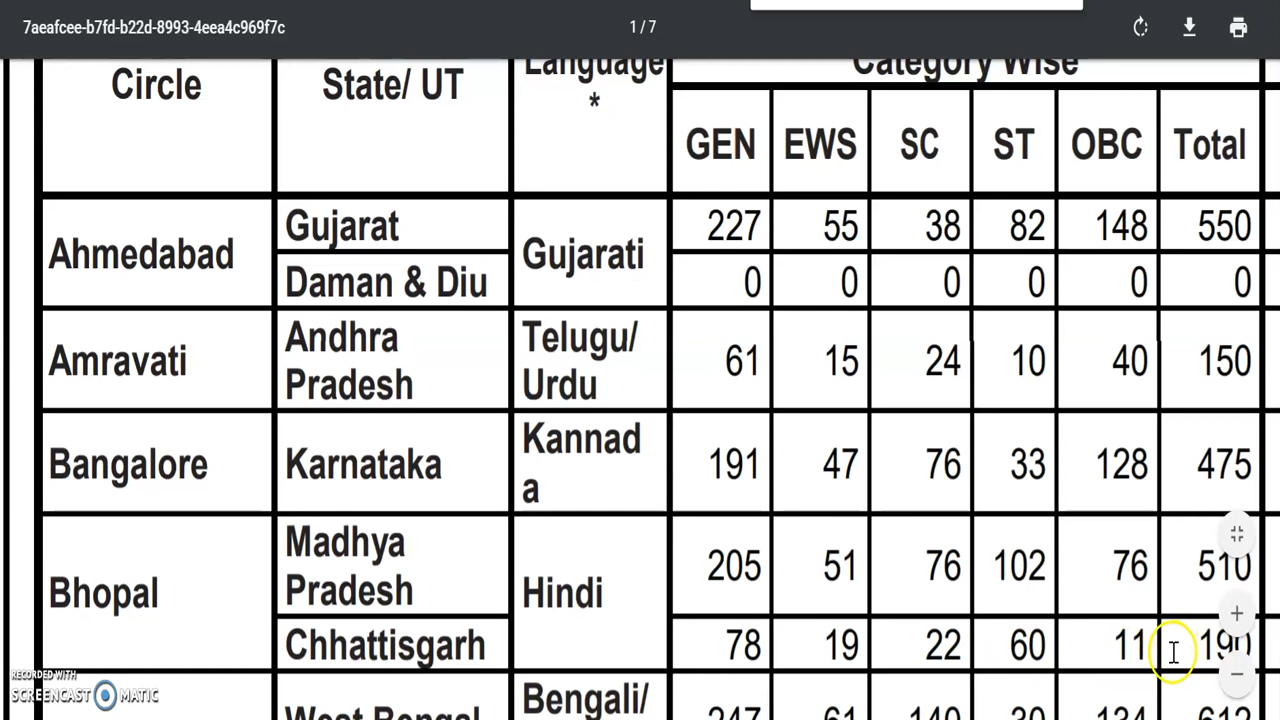 7aeafcee-b7fd-b22d-8993-4eea4c969f7c
1 / 7
Circle State/ UT Language * Category Wise
GEN EWS SC ST OBC Total
Ahmedabad Gujarat Gujarati 227 55 38 82 148 550
Daman & Diu 0 0 0 0 0 0
Amravati Andhra Pradesh Telugu/ Urdu 61 15 24 10 40 150
Bangalore Karnataka Kannad a 191 47 76 33 128 475
Bhopal Madhya Pradesh Hindi 205 51 76 102 76 510
Chhattisgarh 78 19 22 60 11 190
West Bengal Bengali/ 247 61 140 30 134 612
RECORDED WITH
SCREENCAST MATIC